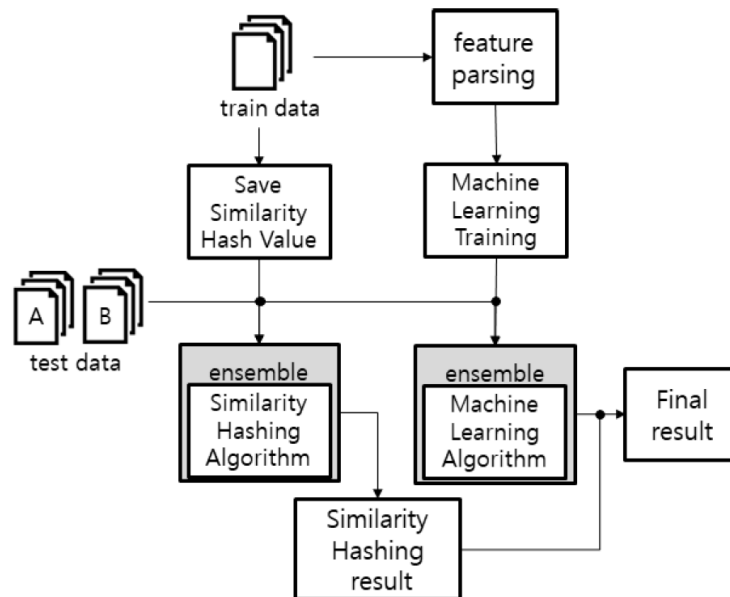 feature
parsing
train data
Save
Similarity
Hash Value
Machine
Learning
Training
A
B
test data
ensemble
Similarity
Hashing
Algorithm
ensemble
Machine
Learning
Algorithm
Final
result
Similarity
Hashing
result